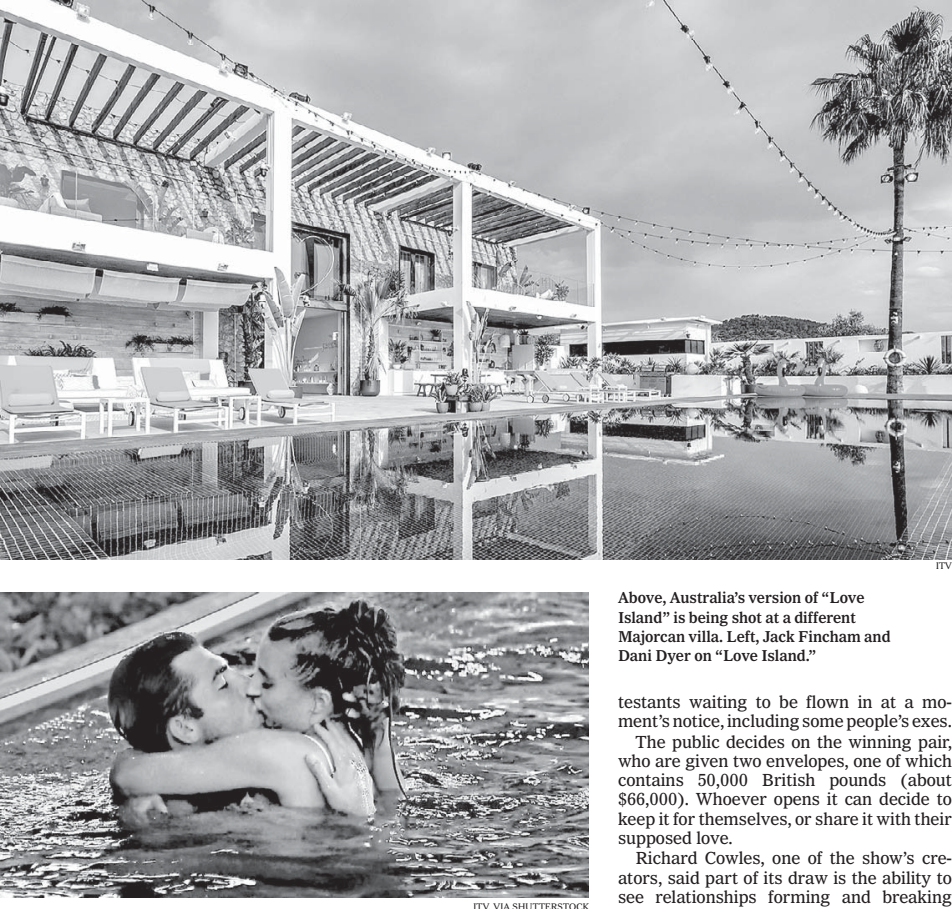 ITV
Above, Australia’s version of “Love
Island” is being shot at a different
Majorcan villa. Left, Jack Fincham and
Dani Dyer on “Love Island.”
testants waiting to be flown in at a mo-
ment’s notice, including some people’s exes.
The public decides on the winning pair,
who are given two envelopes, one of which
contains 50,000 British pounds (about
$66,000). Whoever opens it can decide to
keep it for themselves, or share it with their
supposed love.
Richard Cowles, one of the show’s cre-
ators, said part of its draw is the ability to
see relationships forming and breaking
ITV, VIA SHUTTERSTOCK